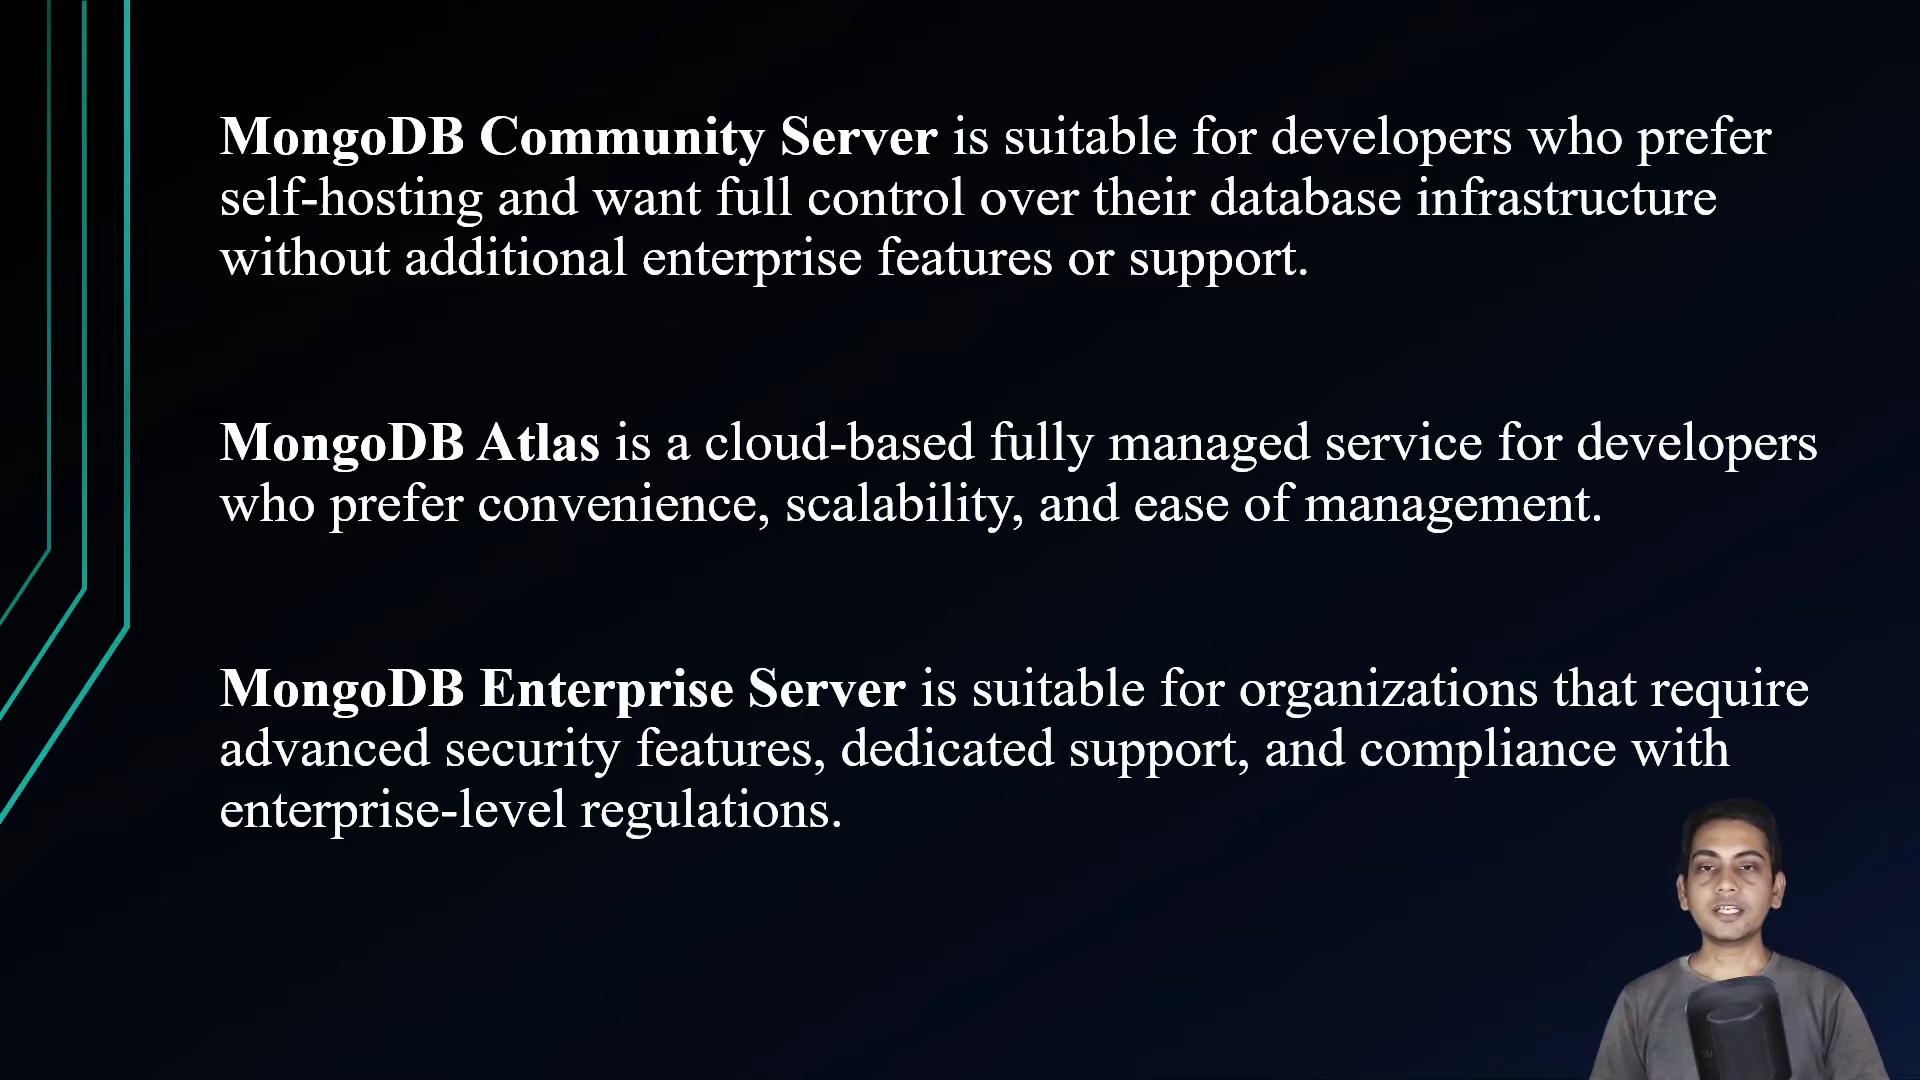 MongoDB Community Server is suitable for developers who prefer
self-hosting and want full control over their database infrastructure
without additional enterprise features or support.
MongoDB Atlas is a cloud-based fully managed service for developers
who prefer convenience, scalability, and ease of management.
MongoDB Enterprise Server is suitable for organizations that require
advanced security features, dedicated support, and compliance with
enterprise-level regulations.